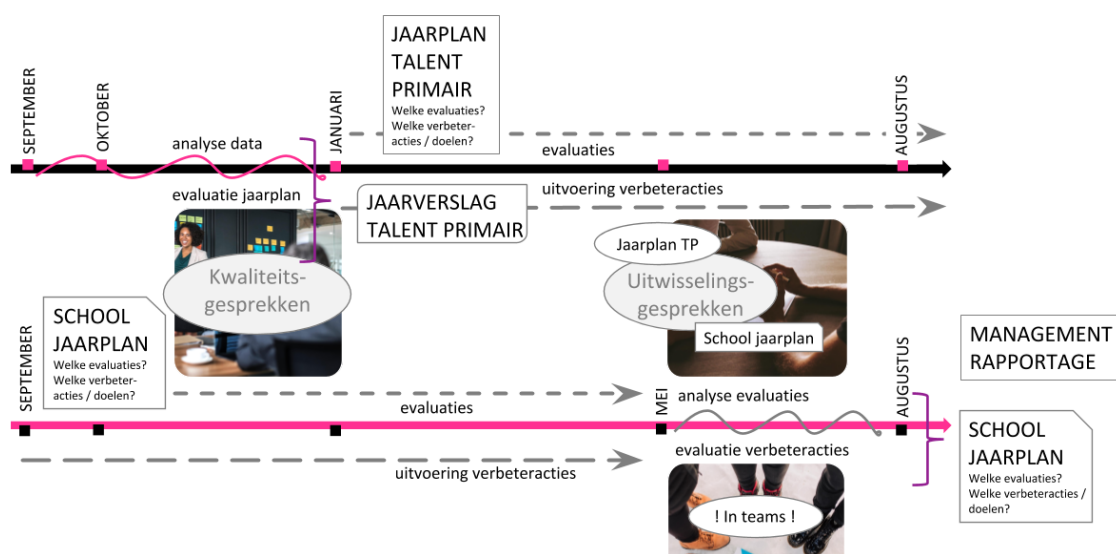 JAARPLAN
TALENT
PRIMAIR
Welke evaluaties?
Welke verbeter-
acties / doelen?
SEPTEMBER
OKTOBER
JANUARI
AUGUSTUS
analyse data
evaluaties
evaluatie jaarplan
uitvoering verbeteracties
JAARVERSLAG
TALENT PRIMAIR
Kwaliteits-
gesprekken
Jaarplan TP
Uitwisselings-
gesprekken
School jaarplan
SCHOOL
JAARPLAN
Welke evaluaties?
Welke verbeter-
acties / doelen?
MANAGEMENT
RAPPORTAGE
SEPTEMBER
MEI
AUGUSTUS
evaluaties
analyse evaluaties
uitvoering verbeteracties
evaluatie verbeteracties
SCHOOL
JAARPLAN
Welke evaluaties?
Welke verbeteracties /
doelen?
! In teams !